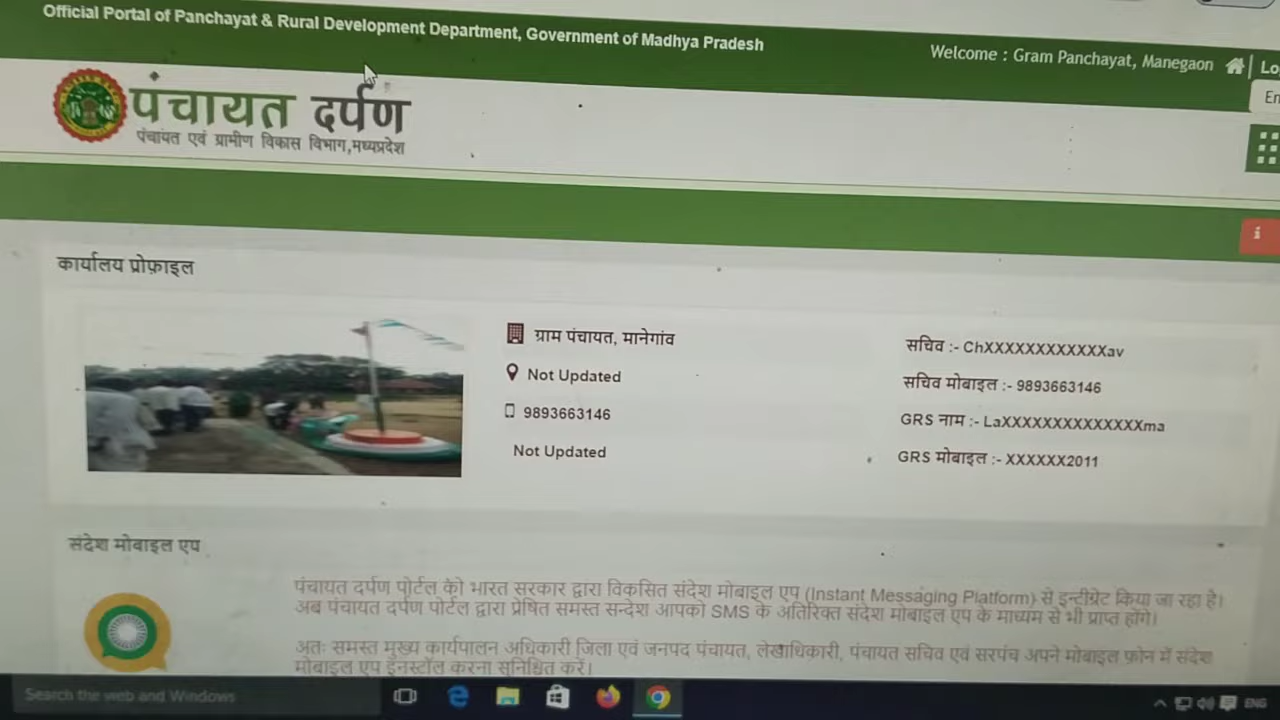 Official Portal of Panchayat & Rural Development Department, Government of Madhya Pradesh
Welcome : Gram Panchayat, Manegaon
पंचायत दर्पण
पंचायत एवं ग्रामीण विकास विभाग,मध्यप्रदेश
कार्यालय प्रोफ़ाइल
ग्राम पंचायत, मानेगांव
Not Updated
9893663146
Not Updated
सचिव :- ChXXXXXXXXXXXXav
सचिव मोबाइल :- 9893663146
GRS नाम :- LaXXXXXXXXXXXXXXma
GRS मोबाइल :- XXXXXX2011
संदेश मोबाइल एप
पंचायत दर्पण पोर्टल को भारत सरकार द्वारा विकसित संदेश मोबाइल एप (Instant Messaging Platform) से इन्टीग्रेट किया जा रहा है।
अब पंचायत दर्पण पोर्टल द्वारा प्रेषित समस्त सन्देश आपको SMS के अतिरिक्त संदेश मोबाइल एप के माध्यम से भी प्राप्त होंगे।
अतः समस्त मुख्य कार्यपालन अधिकारी जिला एवं जनपद पंचायत, लेखाधिकारी, पंचायत सचिव एवं सरपंच अपने मोबाइल फ़ोन में संदेश
मोबाइल एप ईनस्टॉल करना सुनिश्चित करें।
Search the web and Windows
ENG